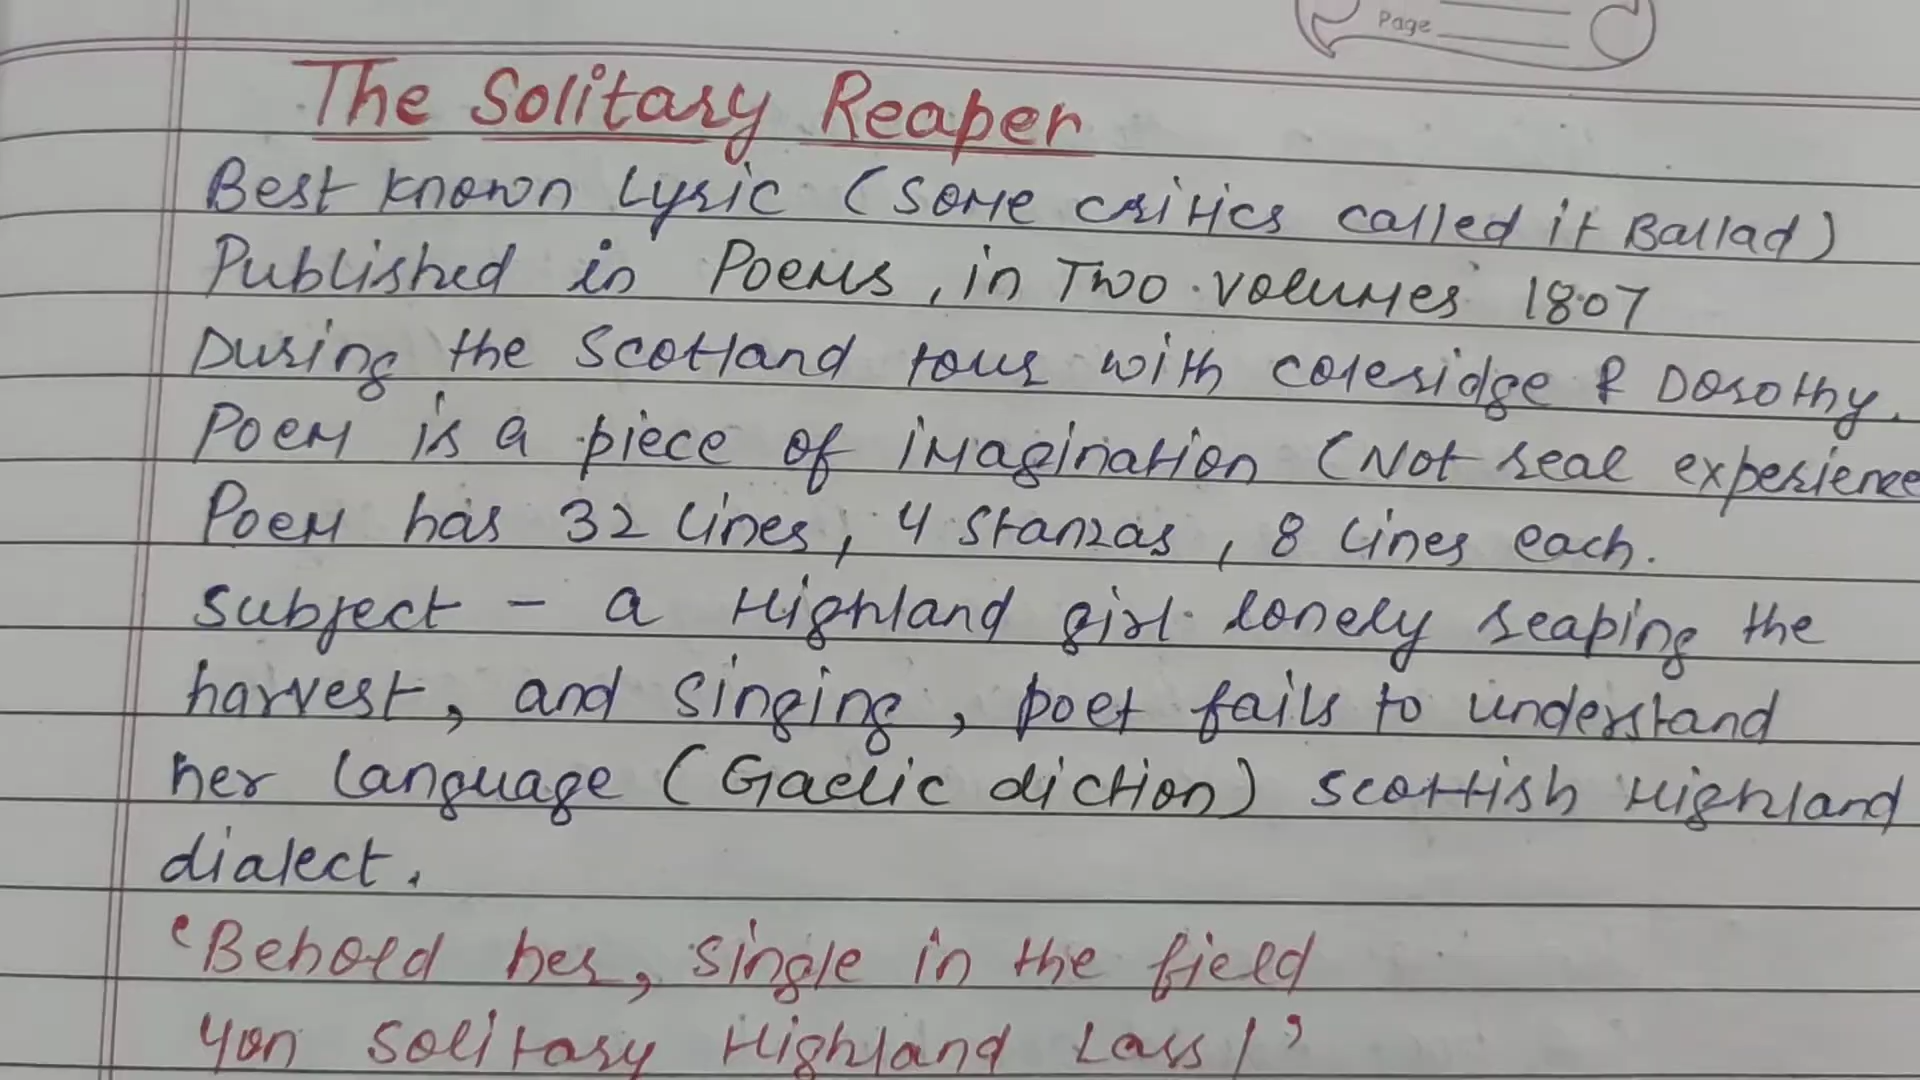 Page
The Solitary Reaper
Best known Lyric (some critics called it Ballad)
Published in Poems, in Two volumes 1807
During the Scotland tour with coleridge & Dorothy.
Poem is a piece of imagination (Not real experience
Poem has 32 lines, 4 stanzas, 8 lines each.
Subject - a Highland girl lonely reaping the
harvest, and singing, poet fails to understand
her language (Gaelic diction) Scottish Highland
dialect.
'Behold her, single in the field
Yon solitary Highland Lass!'